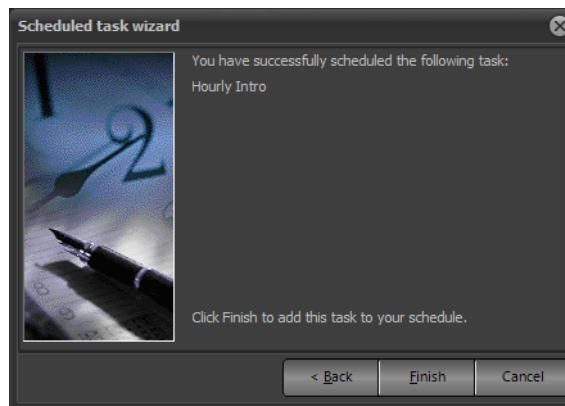 Scheduled task wizard
You have successfully scheduled the following task:
Hourly Intro
2
Click Finish to add this task to your schedule.
< Back
Finish
Cancel